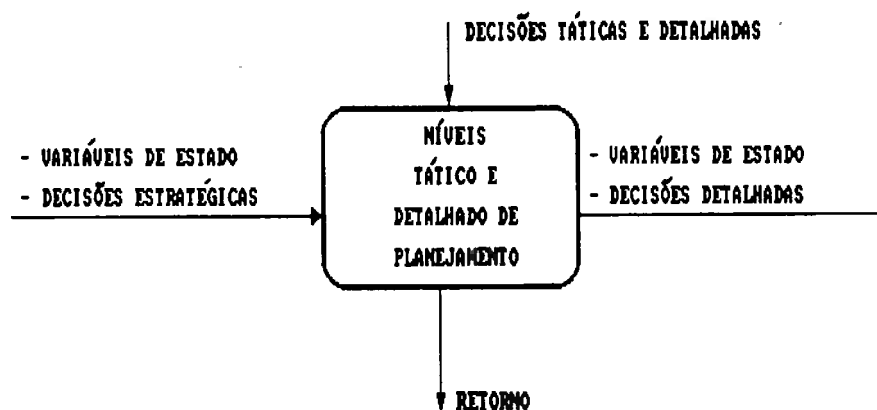 DECISÕES TÁTICAS E DETALHADAS
- VARIÁVEIS DE ESTADO
- DECISÕES ESTRATÉGICAS
NÍVEIS
TÁTICO E
DETALHADO DE
PLANEJAMENTO
- VARIÁVEIS DE ESTADO
- DECISÕES DETALHADAS
RETORNO